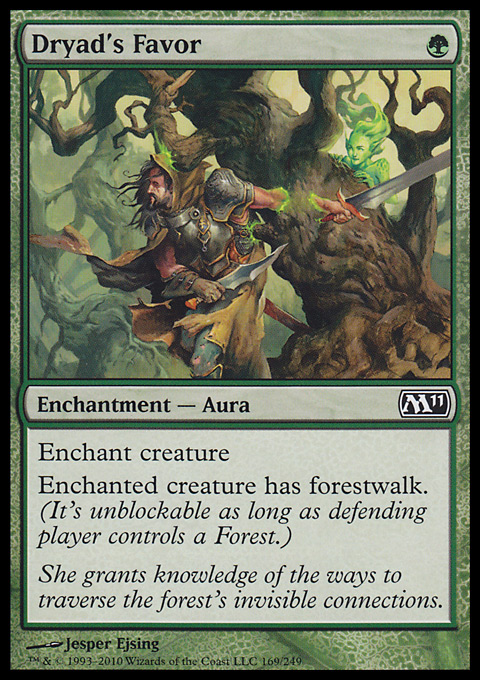 Dryad's Favor
Enchantment — Aura
M11
Enchant creature
Enchanted creature has forestwalk.
(It's unblockable as long as defending
player controls a Forest.)
She grants knowledge of the ways to
traverse the forest's invisible connections.
Jesper Ejsing
™ & © 1993–2010 Wizards of the Coast LLC 169/249